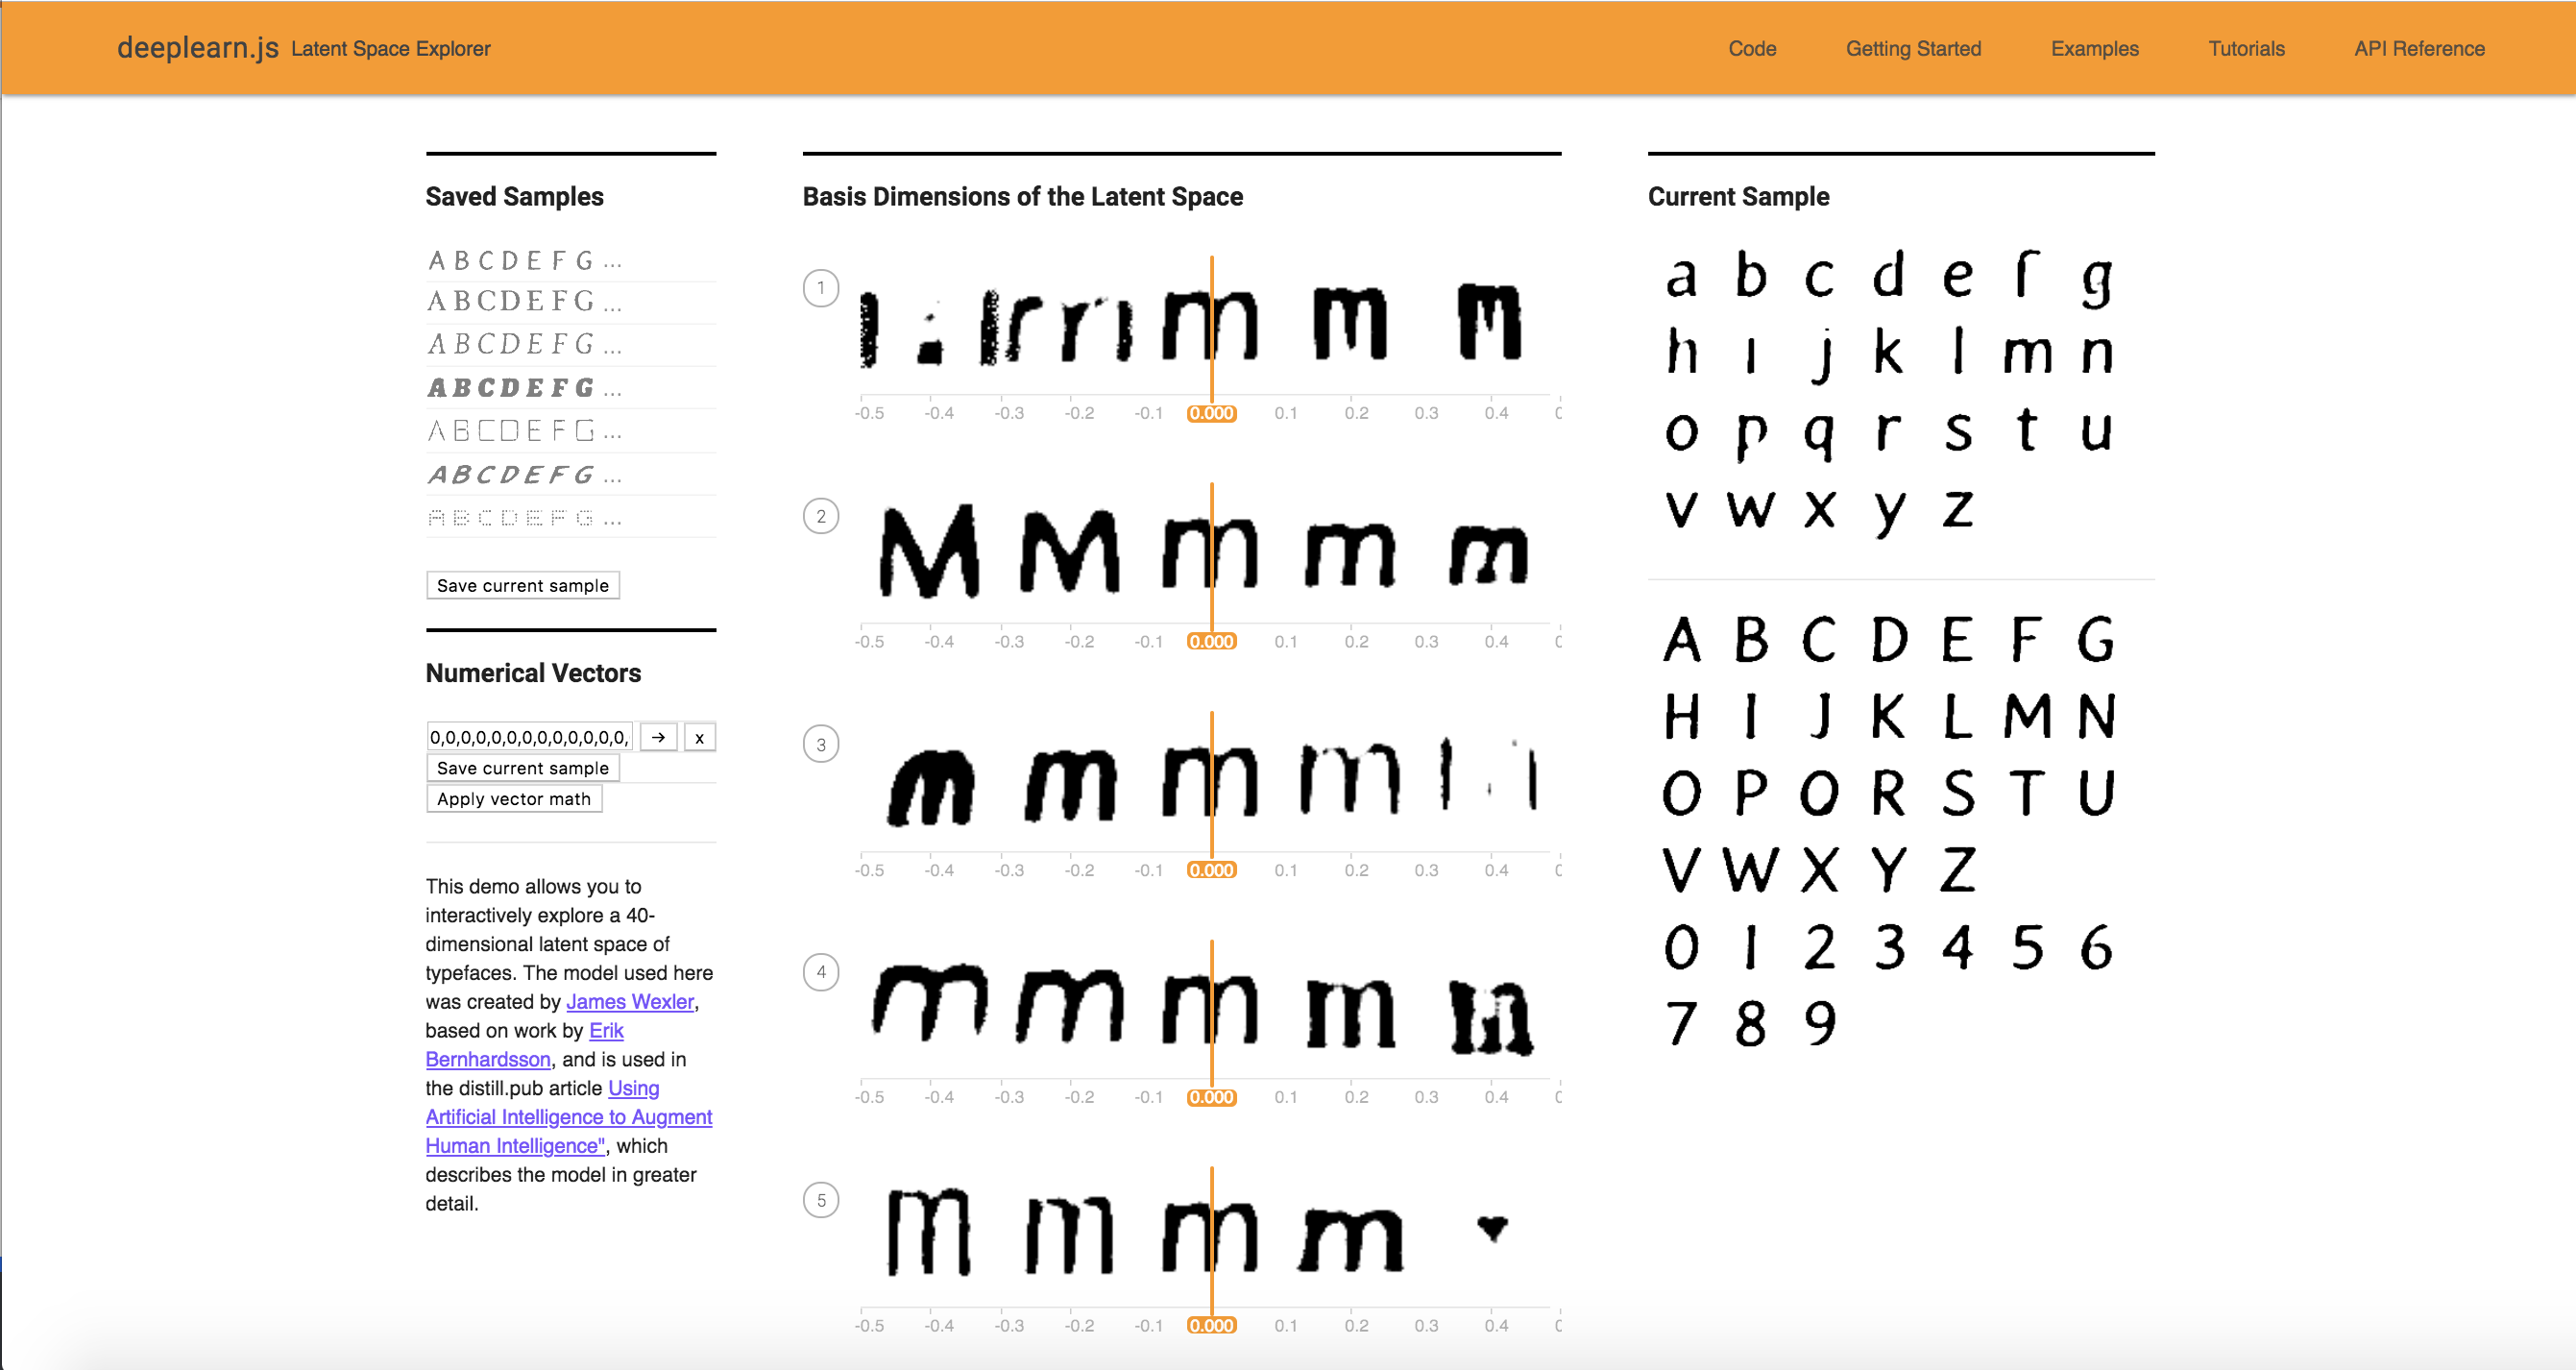 deeplearn.js Latent Space Explorer
Code Getting Started Examples Tutorials API Reference
Saved Samples
A B C D E F G ...
A B C D E F G ...
A B C D E F G ...
A B C D E F G ...
A B C D E F G ...
A B C D E F G ...
A B C D E F G ...
Save current sample
Numerical Vectors
0,0,0,0,0,0,0,0,0,0,0,0,0, → x
Save current sample
Apply vector math
This demo allows you to
interactively explore a 40-
dimensional latent space of
typefaces. The model used here
was created by James Wexler,
based on work by Erik
Bernhardsson, and is used in
the distill.pub article Using
Artificial Intelligence to Augment
Human Intelligence", which
describes the model in greater
detail.
Basis Dimensions of the Latent Space
1
m m m
-0.5 -0.4 -0.3 -0.2 -0.1 0.000 0.1 0.2 0.3 0.4
2
M M m m m
-0.5 -0.4 -0.3 -0.2 -0.1 0.000 0.1 0.2 0.3 0.4
3
m m m m
-0.5 -0.4 -0.3 -0.2 -0.1 0.000 0.1 0.2 0.3 0.4
4
m m m m m
-0.5 -0.4 -0.3 -0.2 -0.1 0.000 0.1 0.2 0.3 0.4
5
m m m m
-0.5 -0.4 -0.3 -0.2 -0.1 0.000 0.1 0.2 0.3 0.4
Current Sample
a b c d e f g
h i j k l m n
o p q r s t u
v w x y z
A B C D E F G
H I J K L M N
O P Q R S T U
V W X Y Z
0 1 2 3 4 5 6
7 8 9